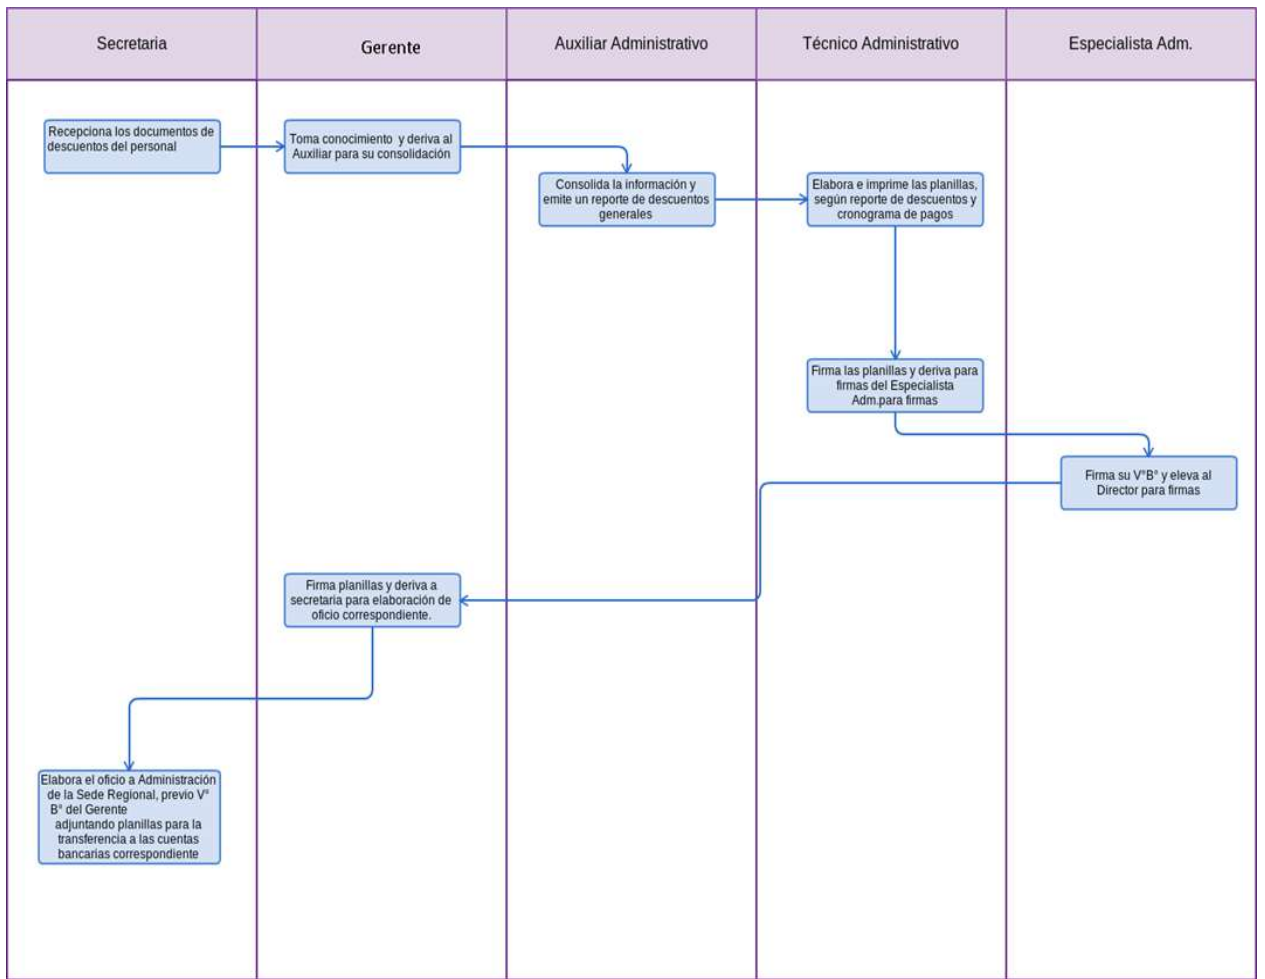 Secretaria
Gerente
Auxiliar Administrativo
Técnico Administrativo
Especialista Adm.
Recepciona los documentos de
descuentos del personal
Toma conocimiento y deriva al
Auxiliar para su consolidación
Consolida la información y
emite un reporte de descuentos
generales
Elabora e imprime las planillas,
según reporte de descuentos y
cronograma de pagos
Firma las planillas y deriva para
firmas del Especialista
Adm.para firmas
Firma su V°B° y eleva al
Director para firmas
Firma planillas y deriva a
secretaria para elaboración de
oficio correspondiente.
Elabora el oficio a Administración
de la Sede Regional, previo V°
B° del Gerente
adjuntando planillas para la
transferencia a las cuentas
bancarias correspondiente